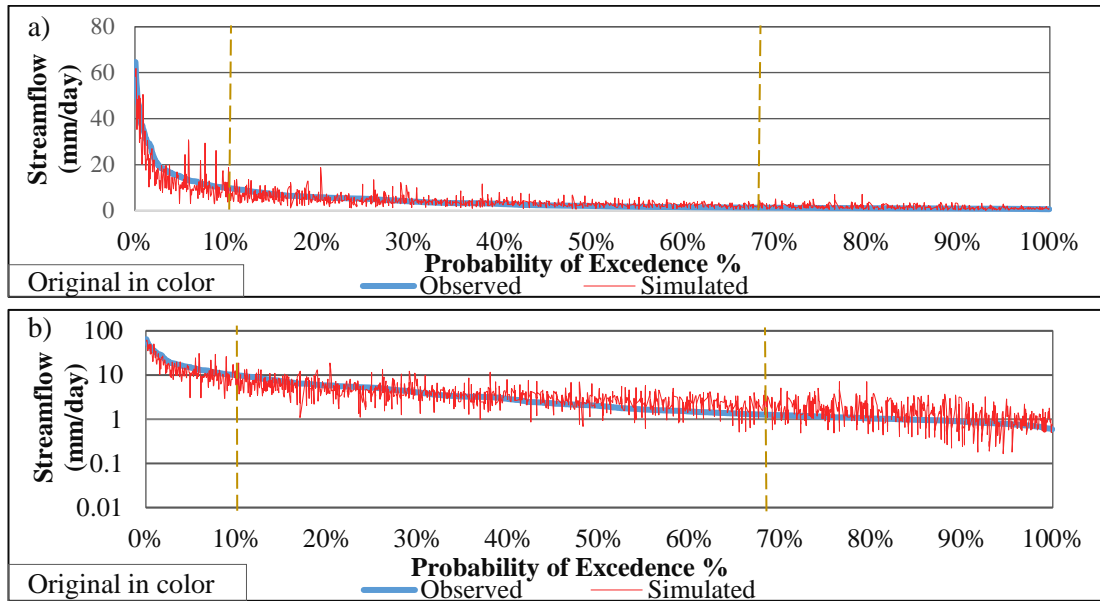 a)
Streamflow
(mm/day)
80
60
40
20
0
0% 10% 20% 30% 40% 50% 60% 70% 80% 90% 100%
Probability of Excedence %
Original in color
Observed Simulated
b)
Streamflow
(mm/day)
100
10
1
0.1
0.01
0% 10% 20% 30% 40% 50% 60% 70% 80% 90% 100%
Probability of Excedence %
Original in color
Observed Simulated